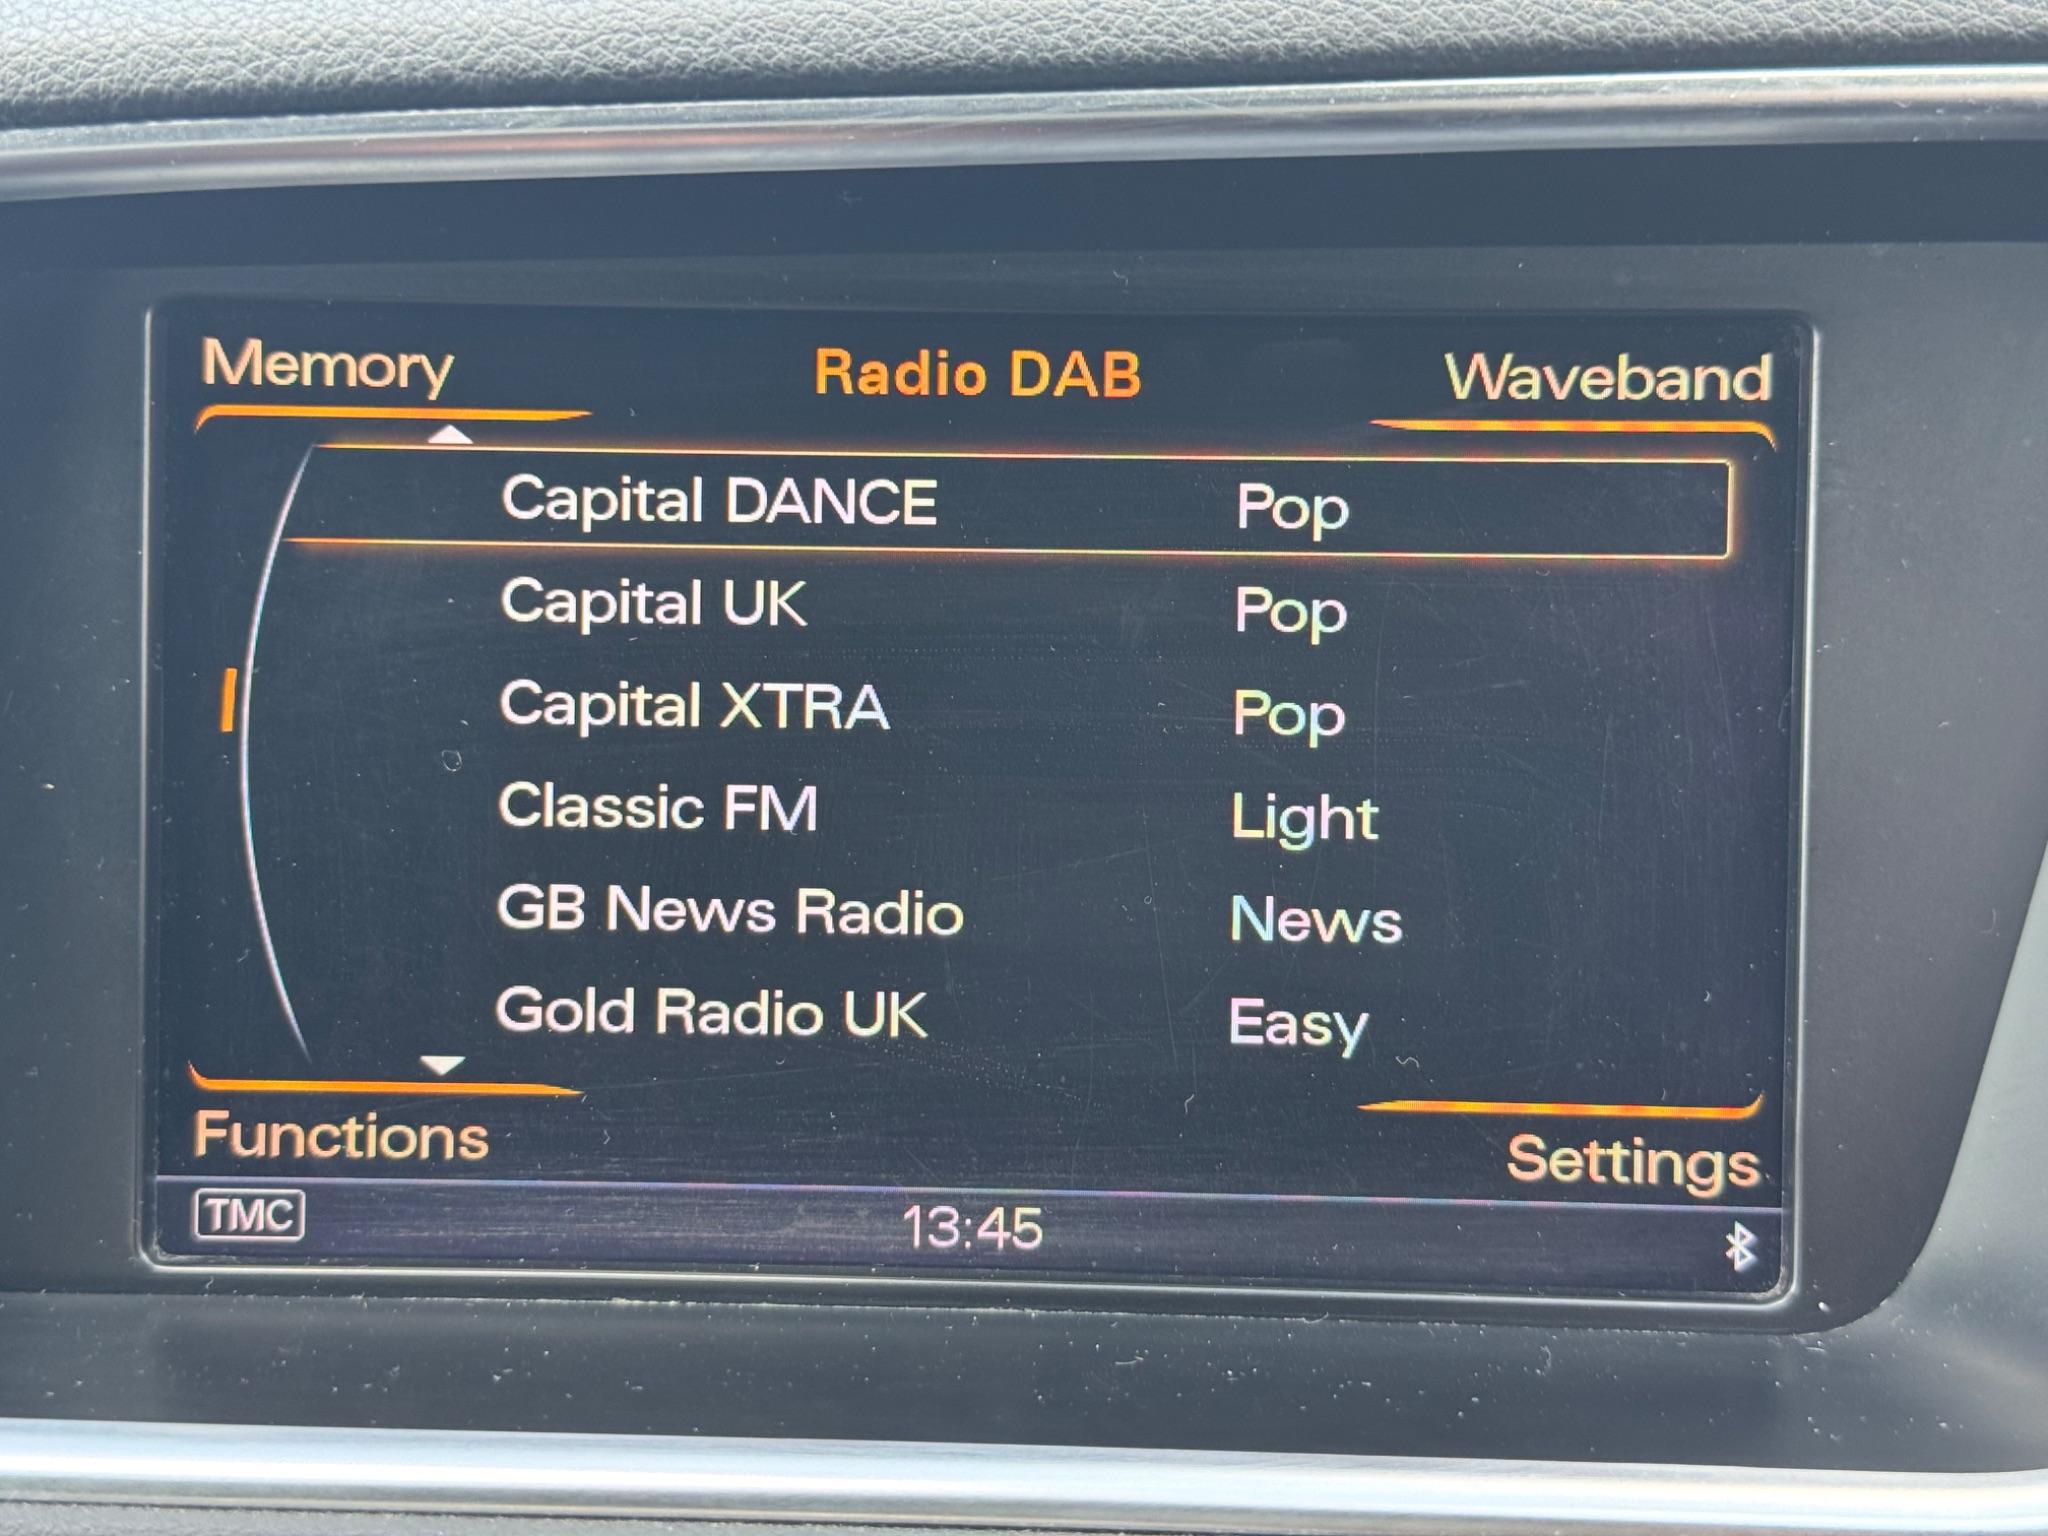 Memory Radio DAB Waveband
Capital DANCE Pop
Capital UK Pop
Capital XTRA Pop
Classic FM Light
GB News Radio News
Gold Radio UK Easy
Functions Settings
TMC 13:45